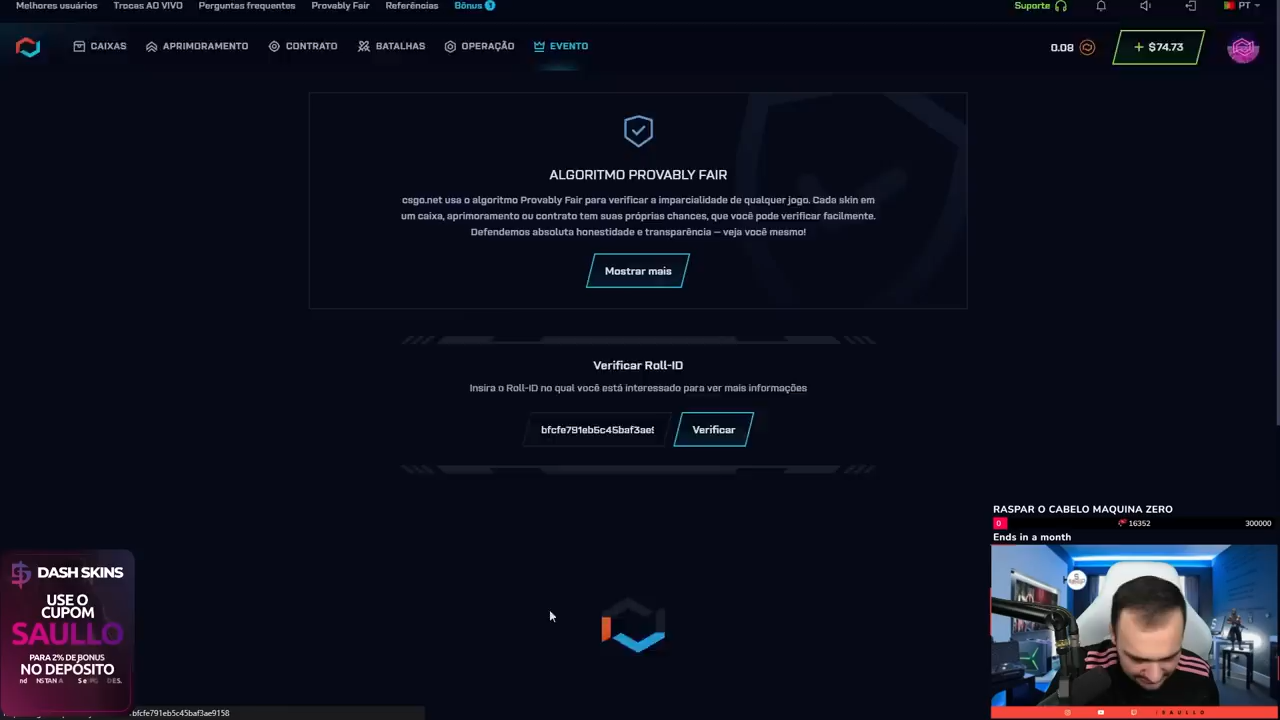 Melhores usuários Trocas AO VIVO Perguntas frequentes Provably Fair Referências Bônus Suporte PT
CAIXAS APRIMORAMENTO CONTRATO BATALHAS OPERAÇÃO EVENTO 0.08 + $74.73
ALGORITMO PROVABLY FAIR
csgo.net usa o algoritmo Provably Fair para verificar a imparcialidade de qualquer jogo. Cada skin em
um caixa, aprimoramento ou contrato tem suas próprias chances, que você pode verificar facilmente.
Defendemos absoluta honestidade e transparência – veja você mesmo!
Mostrar mais
Verificar Roll-ID
Insira o Roll-ID no qual você está interessado para ver mais informações
bfcfe791eb5c45baf3ae9
Verificar
RASPAR O CABELO MAQUINA ZERO
0 16352 300000
Ends in a month
DASH SKINS
USE O
CUPOM
SAULLO
PARA 2% DE BONUS
NO DEPÓSITO
bfcfe791eb5c45baf3ae9158
SAULLO